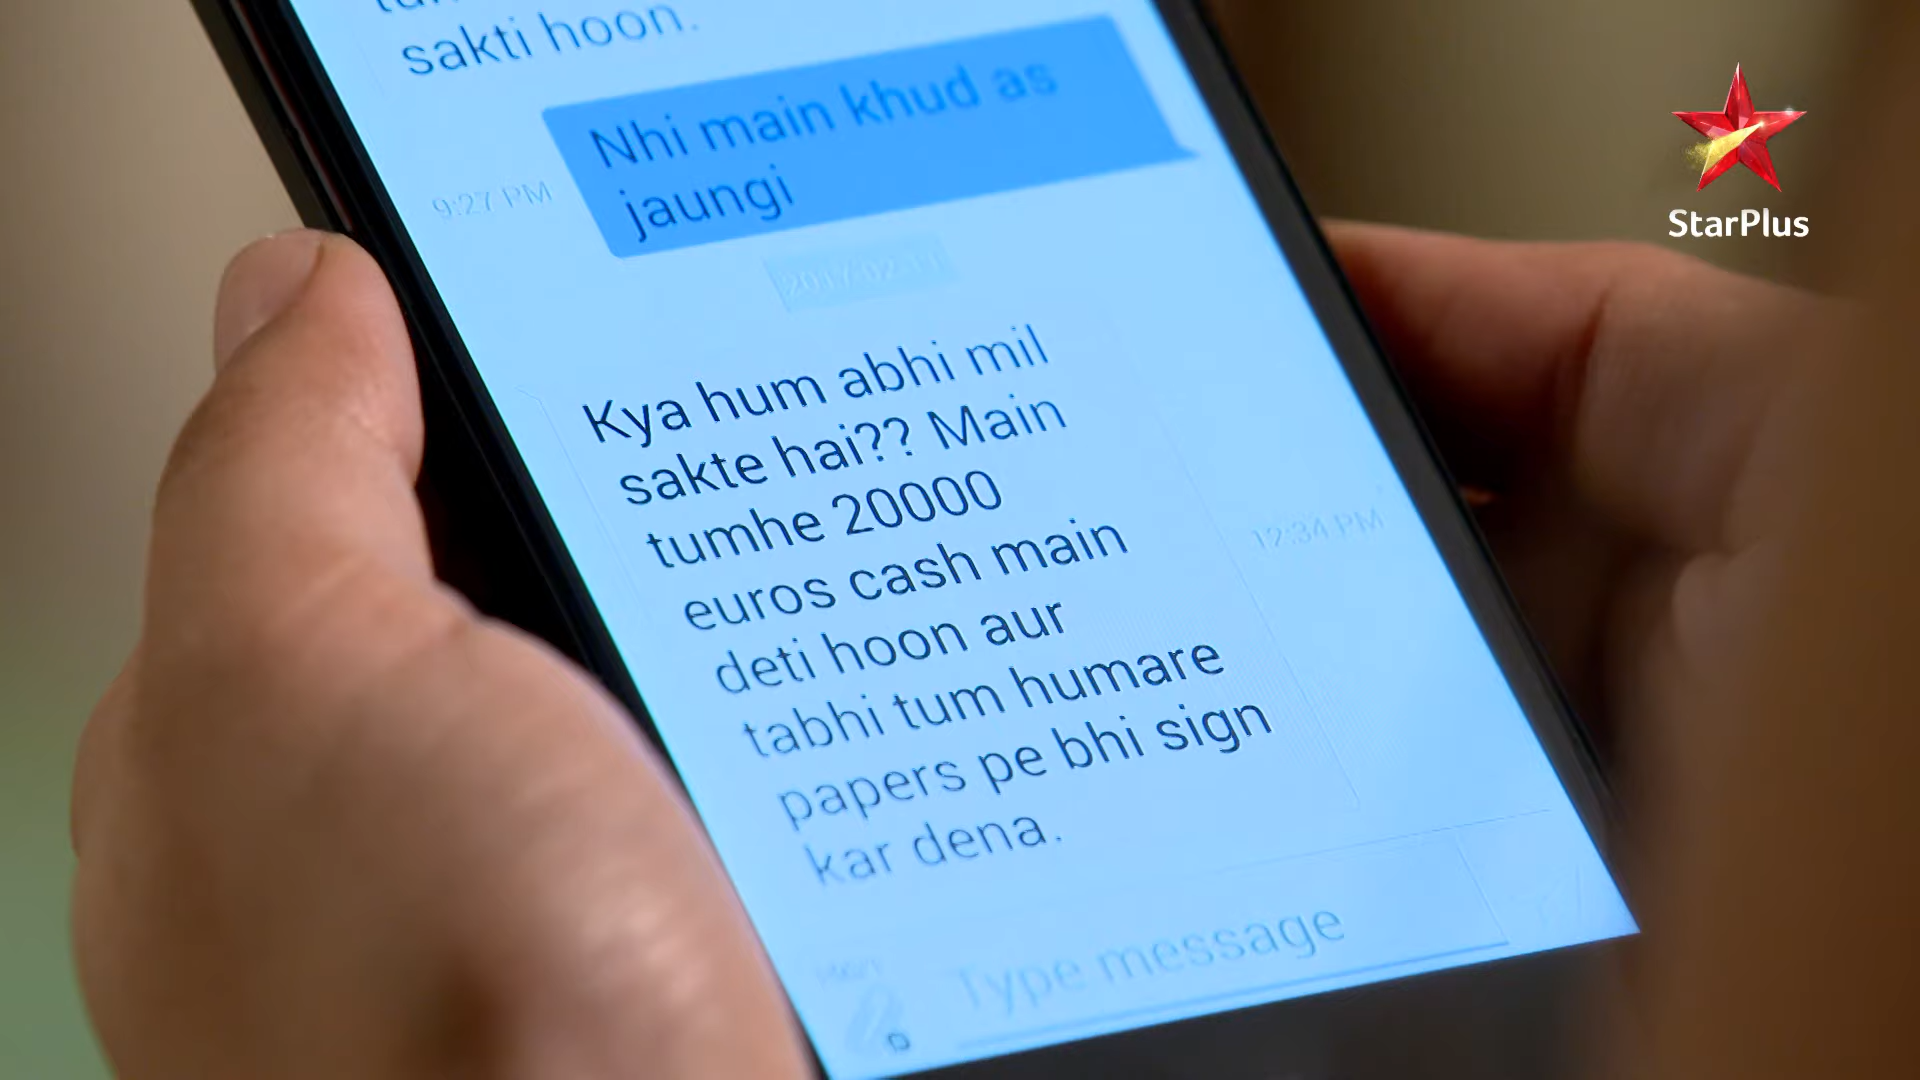 sakti hoon.
Nhi main khud as
jaungi
9:27 PM
StarPlus
Kya hum abhi mil
sakte hai?? Main
tumhe 20000
euros cash main
deti hoon aur
tabhi tum humare
papers pe bhi sign
kar dena.
12:34 PM
Type message